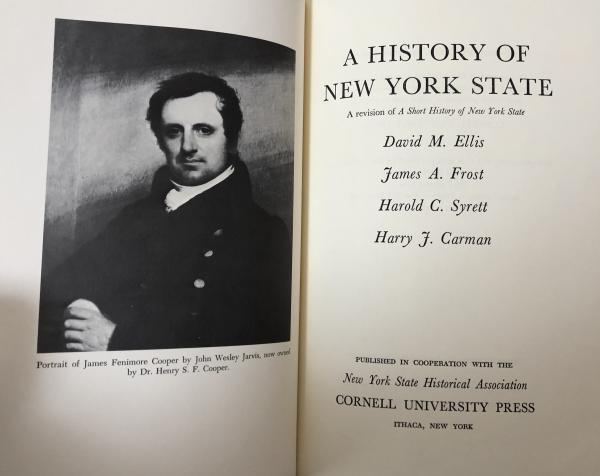 Portrait of James Fenimore Cooper by John Wesley Jarvis, now owned
by Dr. Henry S. F. Cooper.
A HISTORY OF
NEW YORK STATE
A revision of A Short History of New York State
David M. Ellis
James A. Frost
Harold C. Syrett
Harry J. Carman
PUBLISHED IN COOPERATION WITH THE
New York State Historical Association
CORNELL UNIVERSITY PRESS
ITHACA, NEW YORK